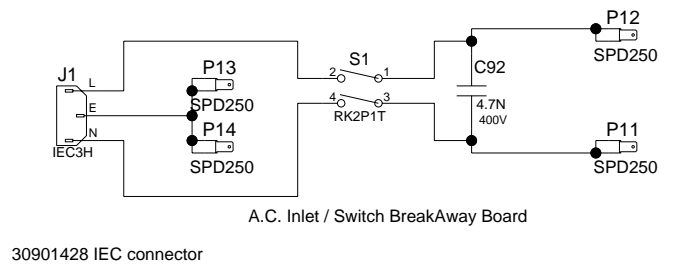 P12
SPD250
S1
2 1
4 3
RK2P1T
C92
4.7N
400V
J1
L
E
N
IEC3H
P13
SPD250
P14
SPD250
P11
SPD250
A.C. Inlet / Switch BreakAway Board
30901428 IEC connector